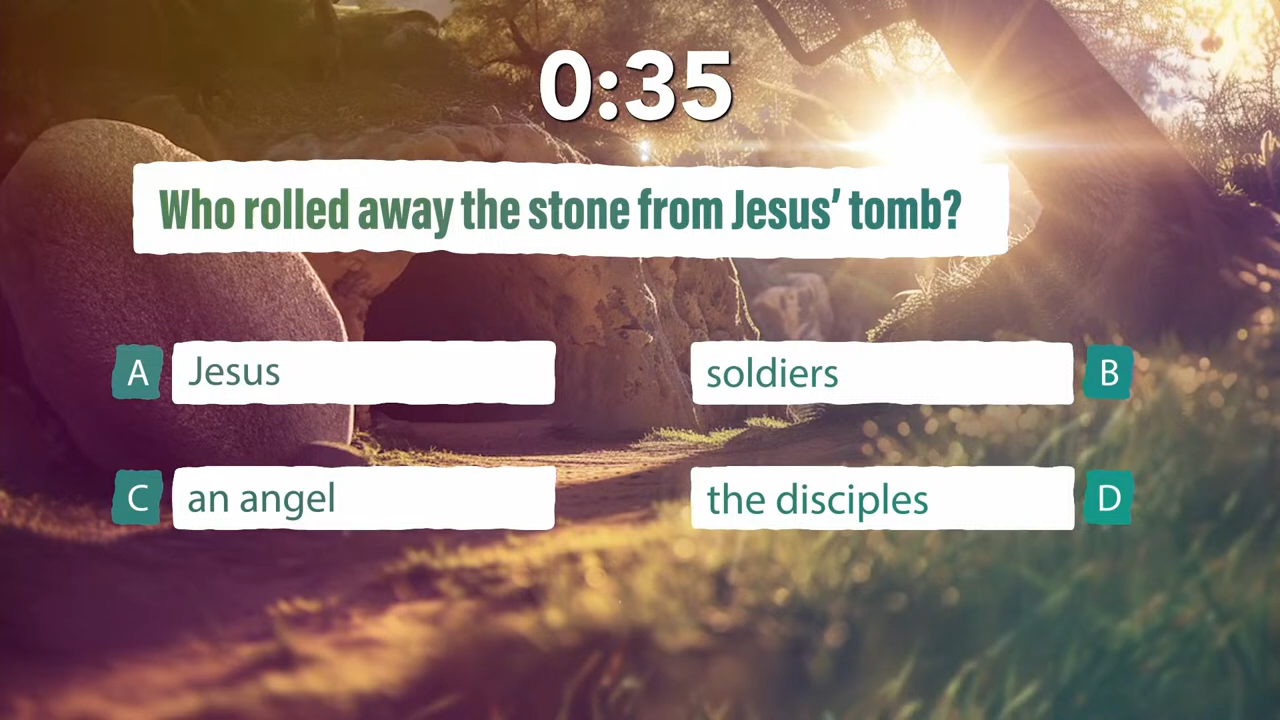 0:35
Who rolled away the stone from Jesus’ tomb?
A Jesus
soldiers B
C an angel
the disciples D